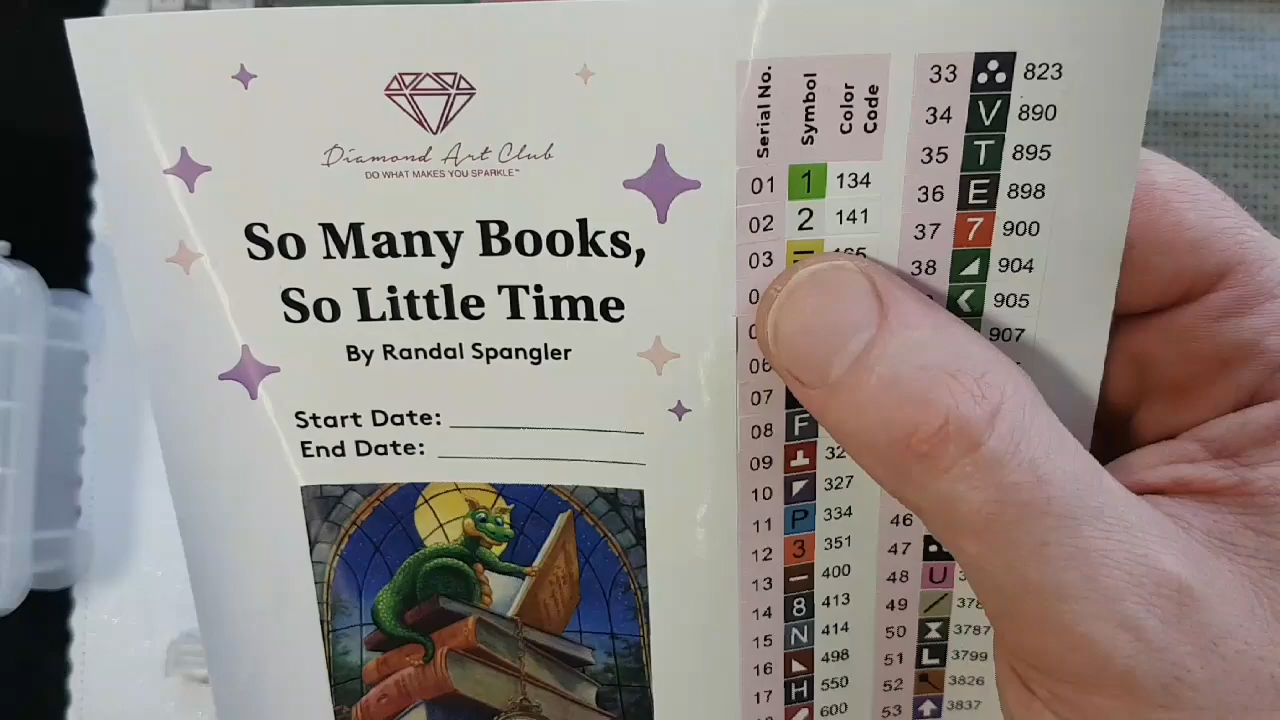 Diamond Art Club
DO WHAT MAKES YOU SPARKLE™
So Many Books,
So Little Time
By Randal Spangler
Start Date:
End Date:
Serial No. Symbol Color Code
01 1 134
02 2 141
03
06
07
08 F
09
10 327
11 P 334
12 3 351
13 400
14 8 413
15 N 414
16 498
17 H 550
600
33 823
34 V 890
35 T 895
36 E 898
37 7 900
38 904
905
907
46
47
48 U
49
50 3787
51 L 3799
52 3826
53 3837